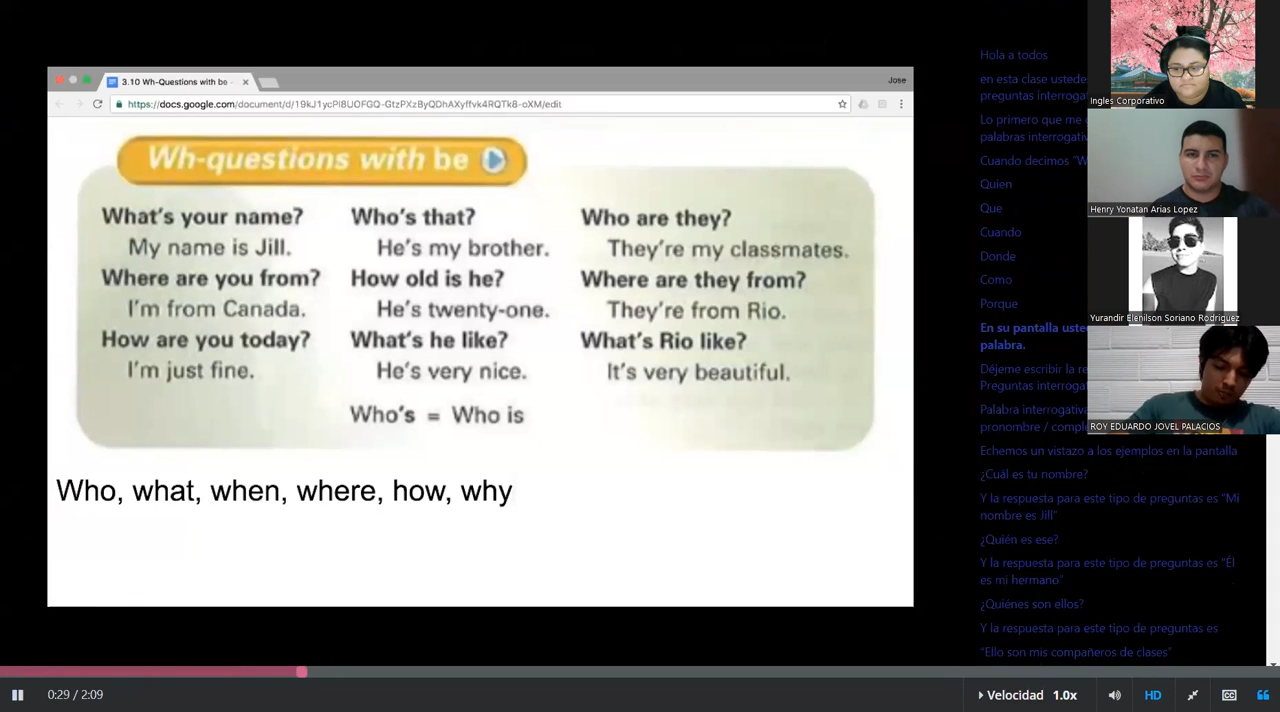 3.10 Wh-Questions with be -
Jose
https://docs.google.com/document/d/19kJ1ycPI8UOFGQ-GtzPXzByQDhAXyffvk4RQTk8-oXM/edit
Wh-questions with be
What's your name?
My name is Jill.
Where are you from?
I'm from Canada.
How are you today?
I'm just fine.
Who's that?
He's my brother.
How old is he?
He's twenty-one.
What's he like?
He's very nice.
Who's = Who is
Who are they?
They're my classmates.
Where are they from?
They're from Rio.
What's Rio like?
It's very beautiful.
Who, what, when, where, how, why
Hola a todos
en esta clase ustedes
preguntas
Lo primero que me
palabras
Cuando decimos
Quien
Que
Cuando
Donde
Como
Porque
En su pantalla
palabra.
Déjeme escribir la
Preguntas
Palabra
pronombre /
Echemos un vistazo a los ejemplos en la pantalla
¿Cuál es tu nombre?
Y la respuesta para este tipo de preguntas es "Mi
nombre es Jill"
¿Quién es ese?
Y la respuesta para este tipo de preguntas es "Él
es mi hermano"
¿Quiénes son ellos?
Y la respuesta para este tipo de preguntas es
"Ello son mis compañeros de clases"
Ingles Corporativo
Henry Yonatan Arias Lopez
Yurandir Elenilson Soriano Rodriguez
ROY EDUARDO JOVEL PALACIOS
0:29 / 2:09
Velocidad 1.0x
HD
CC